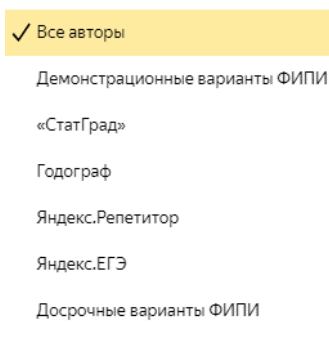 Все авторы
Демонстрационные варианты ФИПИ
«СтатГрад»
Годограф
Яндекс.Репетитор
Яндекс.ЕГЭ
Досрочные варианты ФИПИ